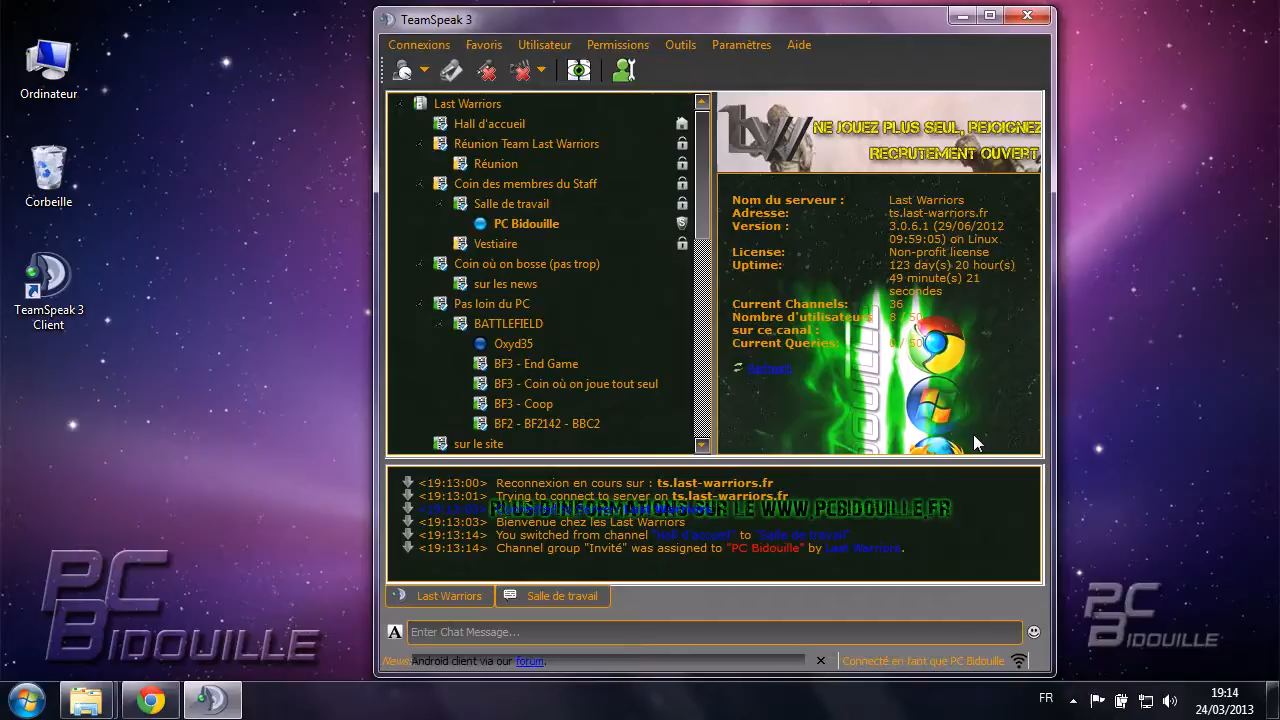 Ordinateur
Corbeille
TeamSpeak 3
Client
TeamSpeak 3
Connexions Favoris Utilisateur Permissions Outils Paramètres Aide
Last Warriors
Hall d'accueil
Réunion Team Last Warriors
Réunion
Coin des membres du Staff
Salle de travail
PC Bidouille
Vestiaire
Coin où on bosse (pas trop)
sur les news
Pas loin du PC
BATTLEFIELD
Oxyd35
BF3 - End Game
BF3 - Coin où on joue tout seul
BF3 - Coop
BF2 - BF2142 - BBC2
sur le site
NE JOUEZ PLUS SEUL, REJOIGNEZ
RECRUTEMENT OUVERT
Nom du serveur : Last Warriors
Adresse: ts.last-warriors.fr
Version : 3.0.6.1 (29/06/2012
09:59:05) on Linux
License: Non-profit license
Uptime: 123 day(s) 20 hour(s)
49 minute(s) 21
secondes
Current Channels: 36
Nombre d'utilisateurs 8 / 50
sur ce canal :
Current Queries: 0 / 50
Refresh
<19:13:00> Reconnexion en cours sur : ts.last-warriors.fr
<19:13:01> Trying to connect to server on ts.last-warriors.fr
PLUS D'INFORMATIONS SUR LE WWW.PCBIDOUILLE.FR
<19:13:03> Bienvenue chez les Last Warriors
<19:13:14> You switched from channel "Hall d'accueil" to "Salle de travail"
<19:13:14> Channel group "Invité" was assigned to "PC Bidouille" by Last Warriors.
Last Warriors Salle de travail
A Enter Chat Message...
News: Android client via our forum. Connecté en tant que PC Bidouille
PC
BIDOUILLE
PC
BIDOUILLE
FR
19:14
24/03/2013